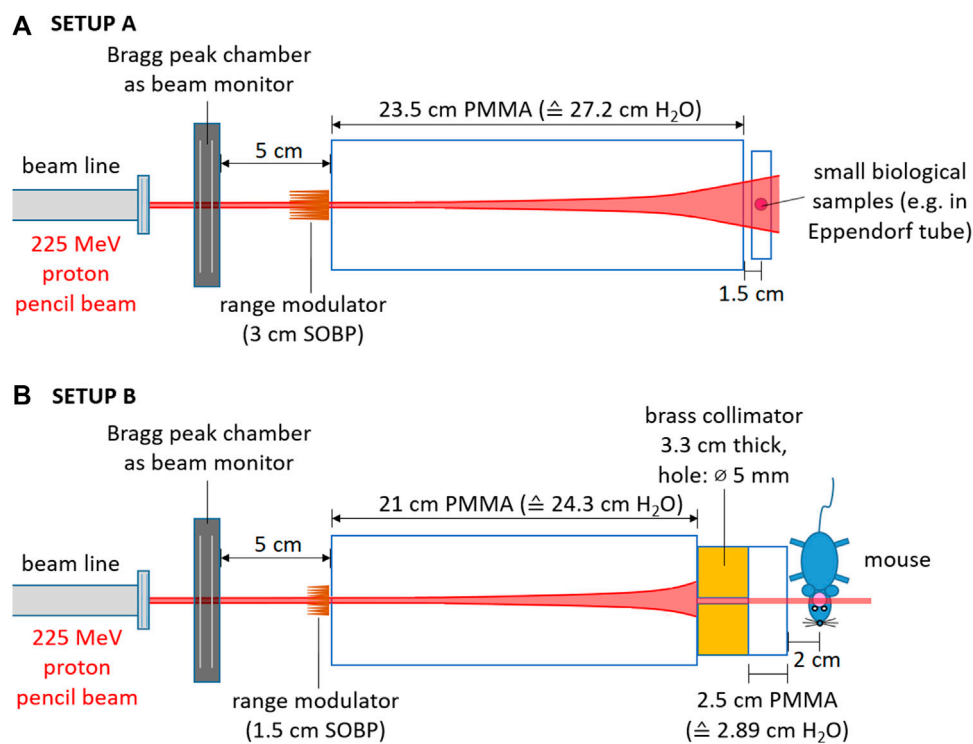 A SETUP A
Bragg peak chamber
as beam monitor
23.5 cm PMMA (≙ 27.2 cm H₂O)
5 cm
beam line
225 MeV
proton
pencil beam
range modulator
(3 cm SOBP)
small biological
samples (e.g. in
Eppendorf tube)
1.5 cm
B SETUP B
Bragg peak chamber
as beam monitor
brass collimator
3.3 cm thick,
hole: ⌀ 5 mm
21 cm PMMA (≙ 24.3 cm H₂O)
5 cm
beam line
mouse
225 MeV
proton
pencil beam
range modulator
(1.5 cm SOBP)
2 cm
2.5 cm PMMA
(≙ 2.89 cm H₂O)